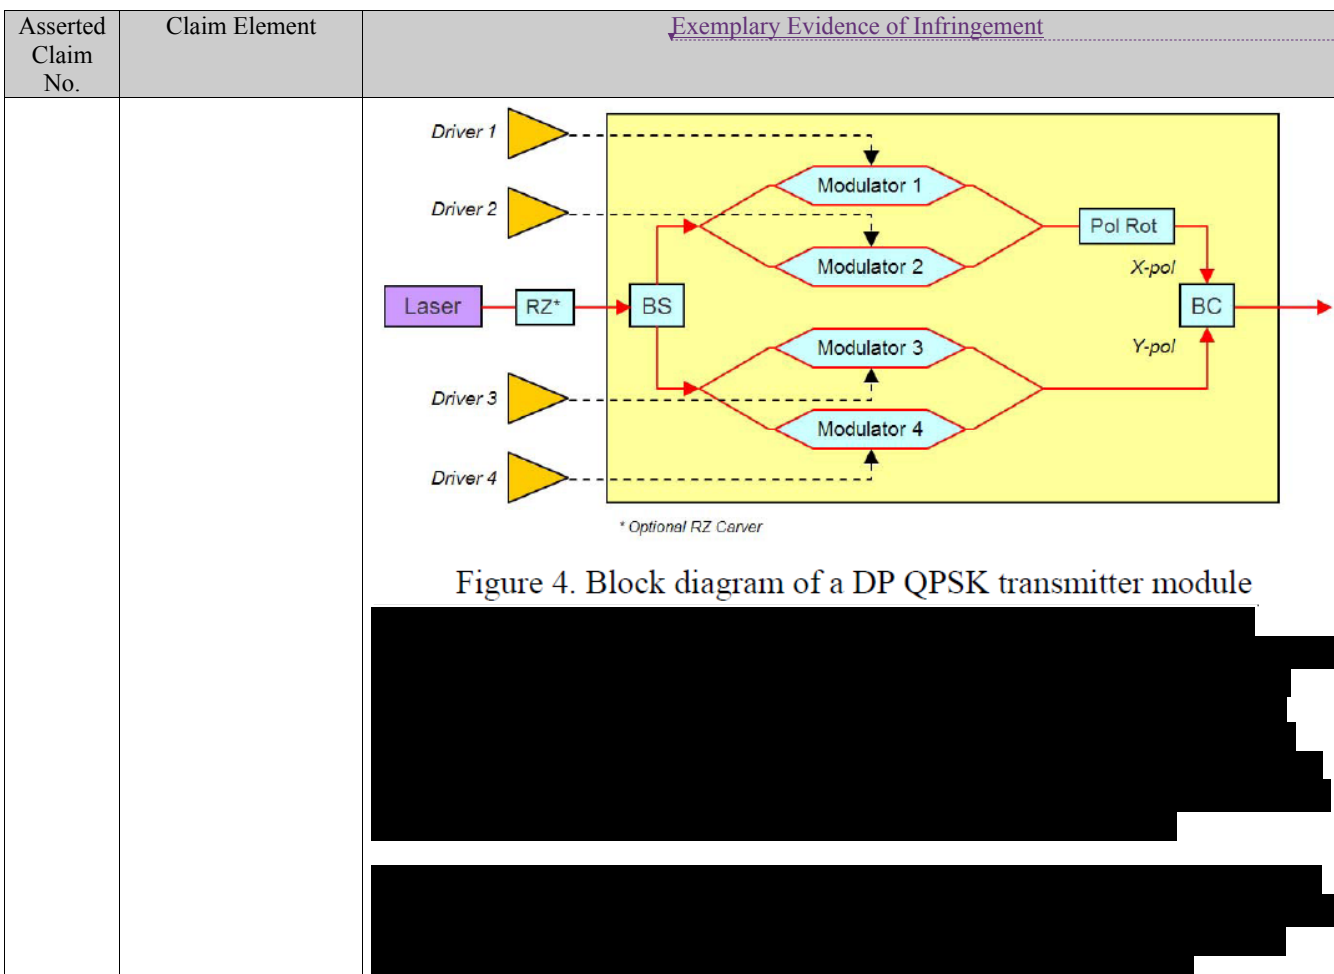 Asserted Claim Element Exemplary Evidence of Infringement
Claim
No.
Driver 1
Modulator 1
Driver 2
Pol Rot
Modulator 2
X-pol
Laser RZ* BS BC
Modulator 3
Y-pol
Driver 3
Modulator 4
Driver 4
* Optional RZ Carver
Figure 4. Block diagram of a DP QPSK transmitter module